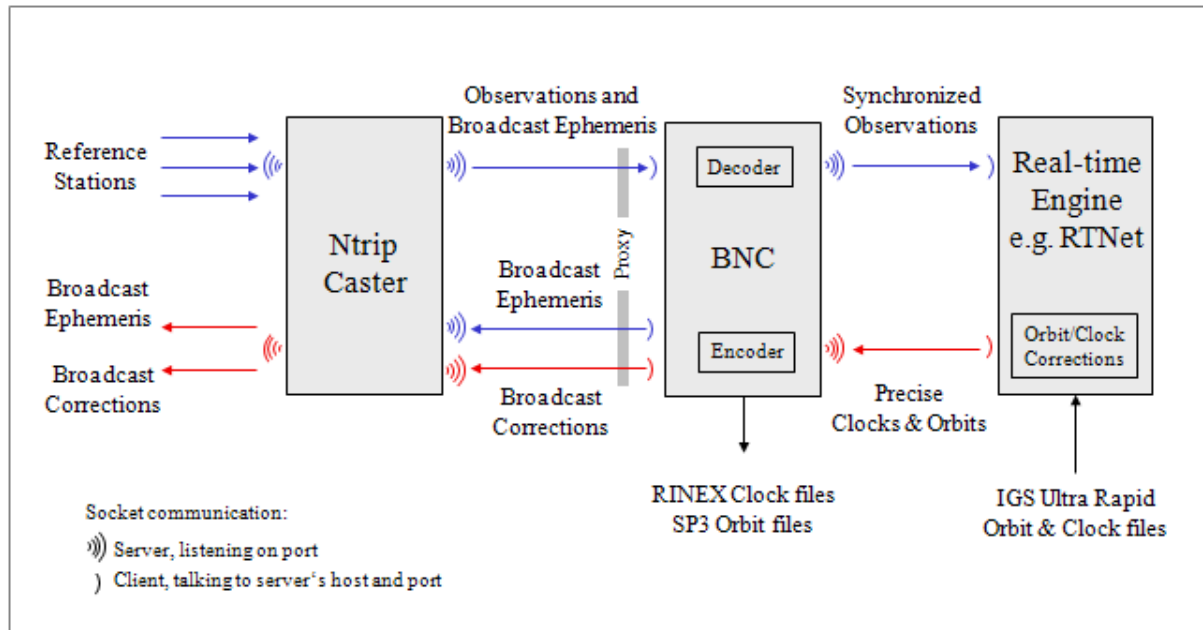 Reference
Stations
Broadcast
Ephemeris
Broadcast
Corrections
Ntrip
Caster
Observations and
Broadcast Ephemeris
Proxy
Broadcast
Ephemeris
Broadcast
Corrections
Decoder
BNC
Encoder
Synchronized
Observations
Precise
Clocks & Orbits
Real-time
Engine
e.g. RTNet
Orbit/Clock
Corrections
RINEX Clock files
SP3 Orbit files
IGS Ultra Rapid
Orbit & Clock files
Socket communication:
Server, listening on port
Client, talking to server‘s host and port